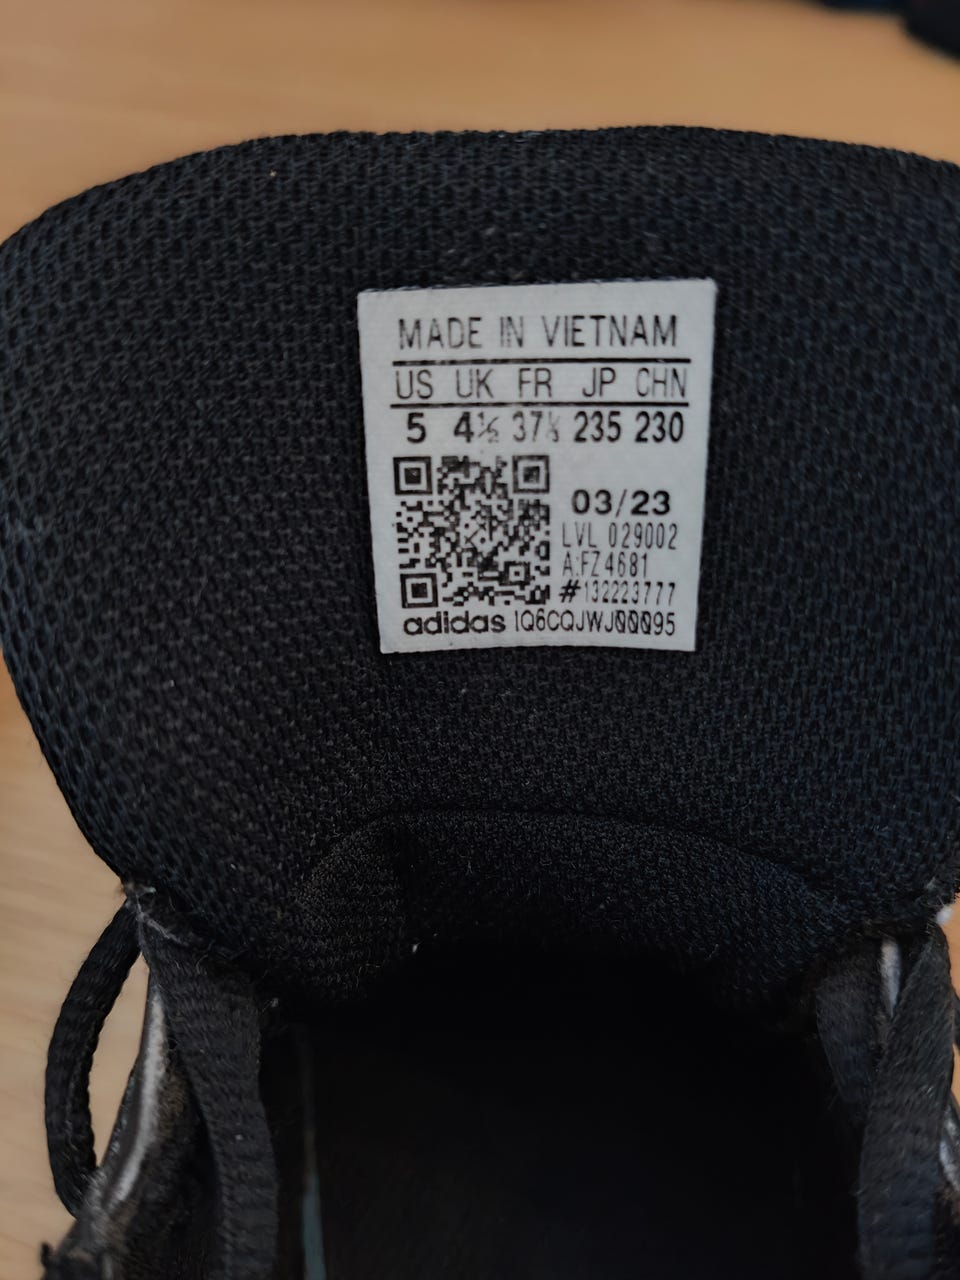 MADE IN VIETNAM
US UK FR JP CHN
5 4½ 37⅓ 235 230
03/23
LVL 029002
A:FZ4681
#132223777
adidas 1Q6CQJWJ00095